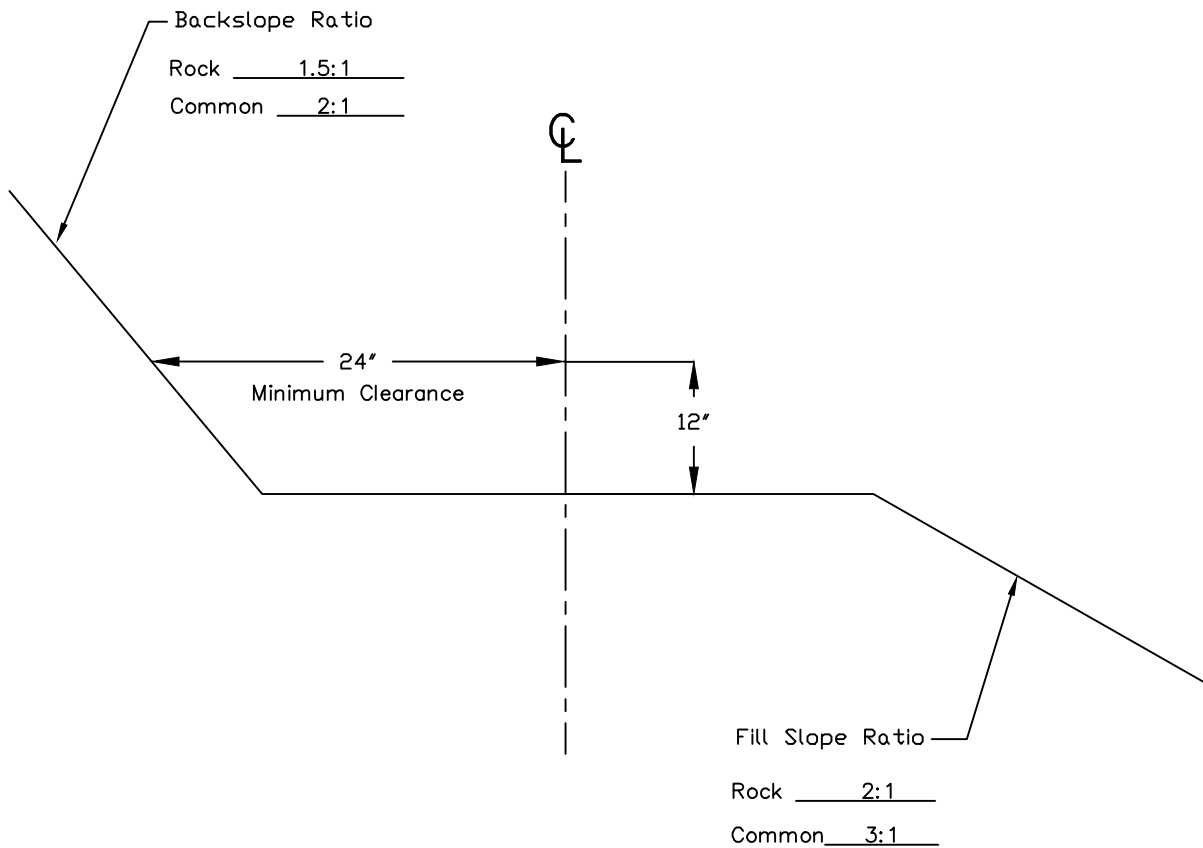 Backslope Ratio
Rock 1.5:1
Common 2:1
℄
24"
Minimum Clearance
12"
Fill Slope Ratio
Rock 2:1
Common 3:1